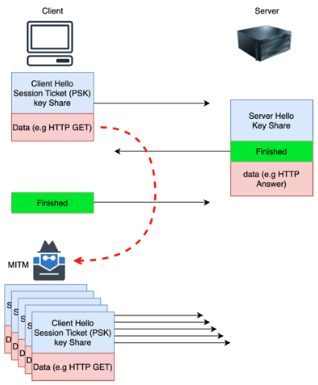 Client
Server
Client Hello
Session Ticket (PSK)
key Share
Data (e.g HTTP GET)
Server Hello
Key Share
Finished
data (e.g HTTP
Answer)
Finished
MITM
S
D
S
D
S
D
S
D
Client Hello
Session Ticket (PSK)
key Share
Data (e.g HTTP GET)